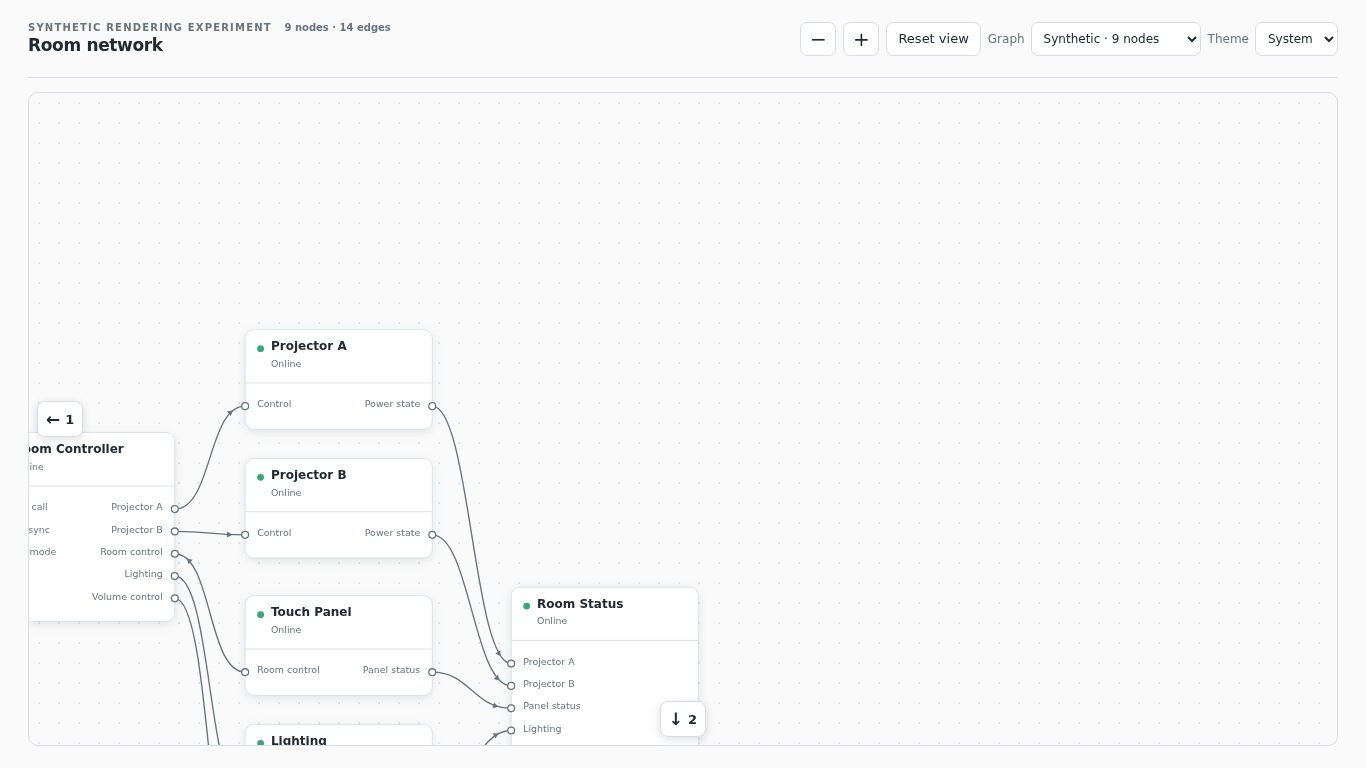 SYNTHETIC RENDERING EXPERIMENT 9 nodes · 14 edges
Room network
− + Reset view Graph Synthetic · 9 nodes Theme System
Projector A
Online
Control Power state
← 1
oom Controller
ine
call Projector A
sync Projector B
mode Room control
Lighting
Volume control
Projector B
Online
Control Power state
Touch Panel
Online
Room control Panel status
Room Status
Online
Projector A
Projector B
Panel status
Lighting
↓ 2
Lighting